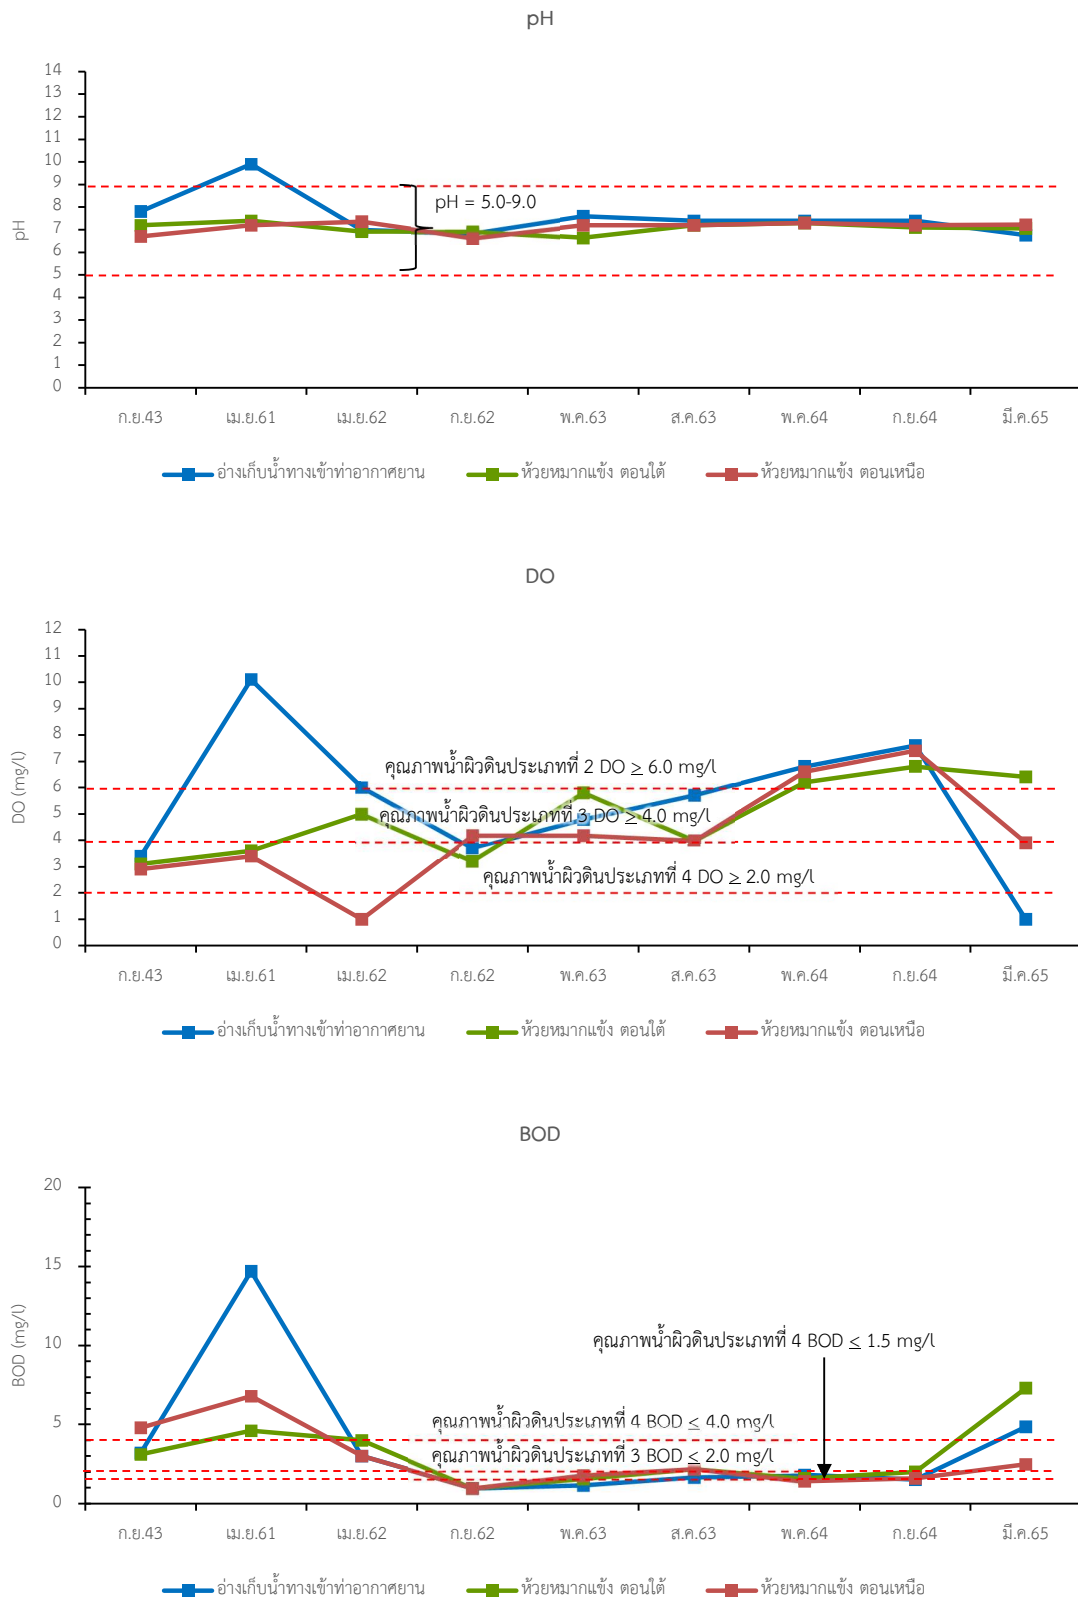 pH
14
13
12
11
10
9
8
7
6
5
4
3
2
1
0
pH
pH = 5.0-9.0
ก.ย.43 เม.ย.61 เม.ย.62 ก.ย.62 พ.ค.63 ส.ค.63 พ.ค.64 ก.ย.64 มี.ค.65
อ่างเก็บน้ำทางเข้าท่าอากาศยาน ห้วยหมากแข้ง ตอนใต้ ห้วยหมากแข้ง ตอนเหนือ
DO
12
11
10
9
8
7
6
5
4
3
2
1
0
DO (mg/l)
คุณภาพน้ำผิวดินประเภทที่ 2 DO ≥ 6.0 mg/l
คุณภาพน้ำผิวดินประเภทที่ 3 DO ≥ 4.0 mg/l
คุณภาพน้ำผิวดินประเภทที่ 4 DO ≥ 2.0 mg/l
ก.ย.43 เม.ย.61 เม.ย.62 ก.ย.62 พ.ค.63 ส.ค.63 พ.ค.64 ก.ย.64 มี.ค.65
อ่างเก็บน้ำทางเข้าท่าอากาศยาน ห้วยหมากแข้ง ตอนใต้ ห้วยหมากแข้ง ตอนเหนือ
BOD
20
15
10
5
0
BOD (mg/l)
คุณภาพน้ำผิวดินประเภทที่ 4 BOD ≤ 1.5 mg/l
คุณภาพน้ำผิวดินประเภทที่ 4 BOD ≤ 4.0 mg/l
คุณภาพน้ำผิวดินประเภทที่ 3 BOD ≤ 2.0 mg/l
ก.ย.43 เม.ย.61 เม.ย.62 ก.ย.62 พ.ค.63 ส.ค.63 พ.ค.64 ก.ย.64 มี.ค.65
อ่างเก็บน้ำทางเข้าท่าอากาศยาน ห้วยหมากแข้ง ตอนใต้ ห้วยหมากแข้ง ตอนเหนือ